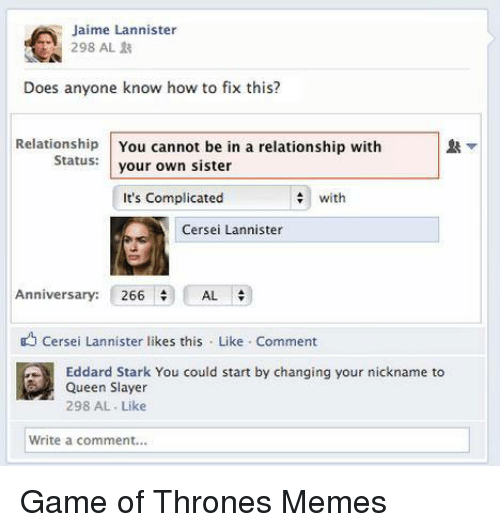 Jaime Lannister
298 AL
Does anyone know how to fix this?
Relationship Status:
You cannot be in a relationship with
your own sister
It's Complicated with
Cersei Lannister
Anniversary: 266 AL
Cersei Lannister likes this · Like · Comment
Eddard Stark You could start by changing your nickname to
Queen Slayer
298 AL · Like
Write a comment...
Game of Thrones Memes